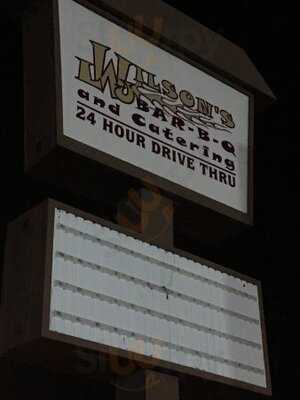 WILSON'S
BAR-B-Q
and Catering
24 HOUR DRIVE THRU